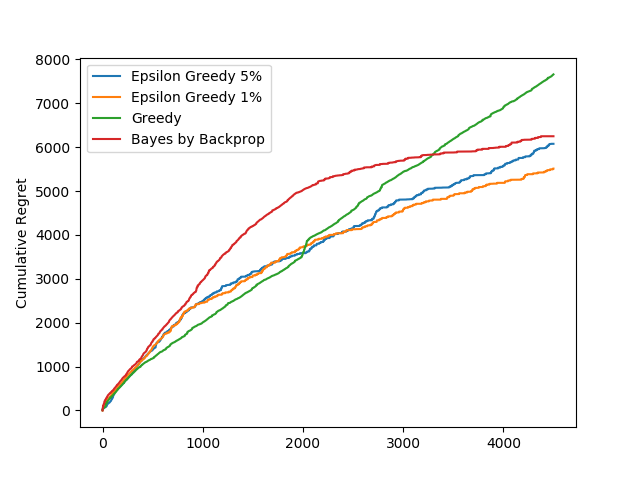 8000
7000
6000
5000
4000
3000
2000
1000
0
Cumulative Regret
Epsilon Greedy 5%
Epsilon Greedy 1%
Greedy
Bayes by Backprop
0 1000 2000 3000 4000